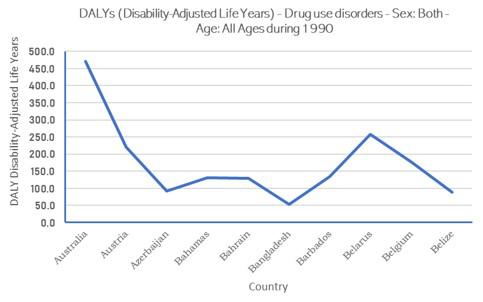 DALYs (Disability-Adjusted Life Years) - Drug use disorders - Sex: Both -
Age: All Ages during 1990
DALY Disability-Adjusted Life Years
500.0
450.0
400.0
350.0
300.0
250.0
200.0
150.0
100.0
50.0
0.0
Australia
Austria
Azerbaijan
Bahamas
Bahrain
Bangladesh
Barbados
Belarus
Belgium
Belize
Country